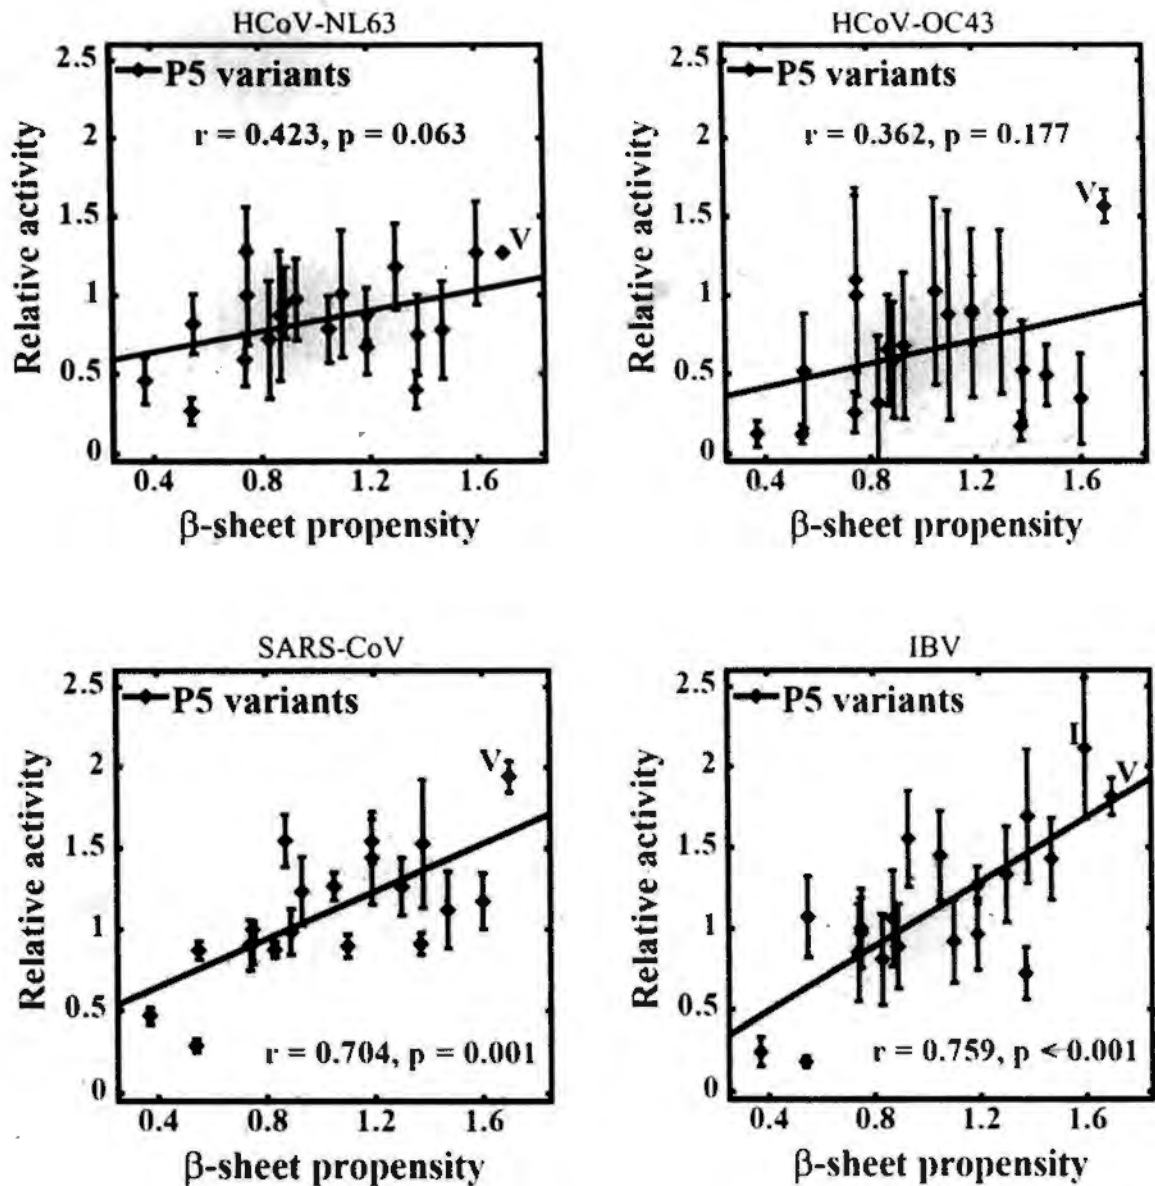 HCoV-NL63
2.5
P5 variants
r = 0.423, p = 0.063
2
1.5
V
1
0.5
0
0.4 0.8 1.2 1.6
Relative activity
β-sheet propensity
HCoV-OC43
2.5
P5 variants
r = 0.362, p = 0.177
2
V
1.5
1
0.5
0
0.4 0.8 1.2 1.6
Relative activity
β-sheet propensity
SARS-CoV
2.5
P5 variants
2
V
1.5
1
0.5
r = 0.704, p = 0.001
0
0.4 0.8 1.2 1.6
Relative activity
β-sheet propensity
IBV
2.5
P5 variants
I
2
V
1.5
1
0.5
r = 0.759, p < 0.001
0
0.4 0.8 1.2 1.6
Relative activity
β-sheet propensity